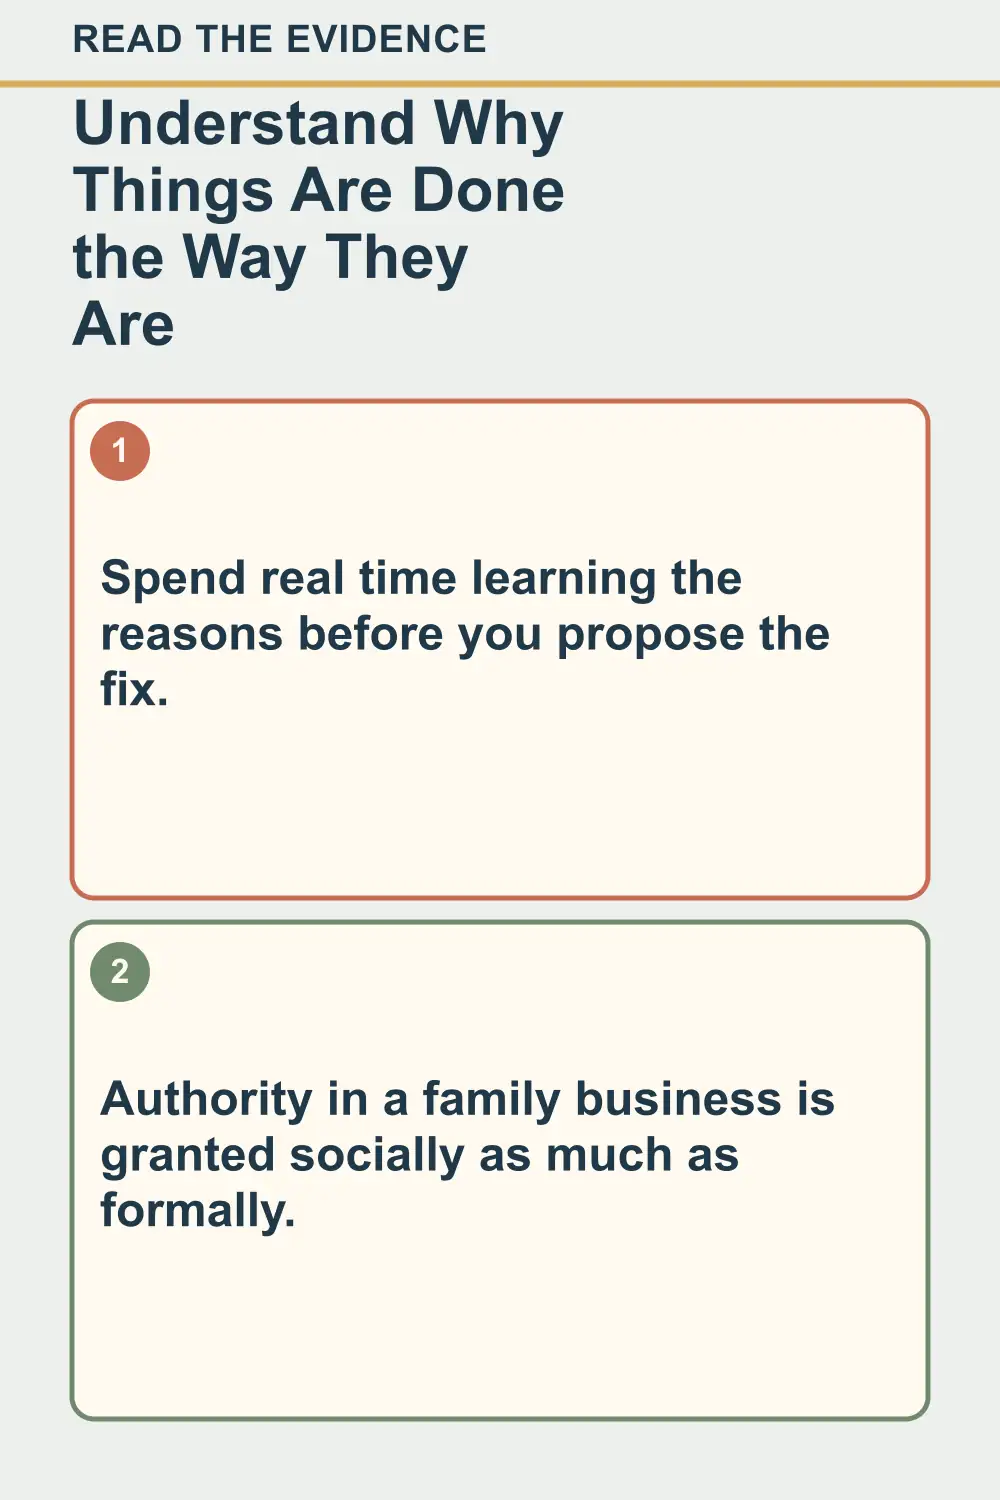 READ THE EVIDENCE
Understand Why
Things Are Done
the Way They
Are
1
Spend real time learning the
reasons before you propose the
fix.
2
Authority in a family business is
granted socially as much as
formally.